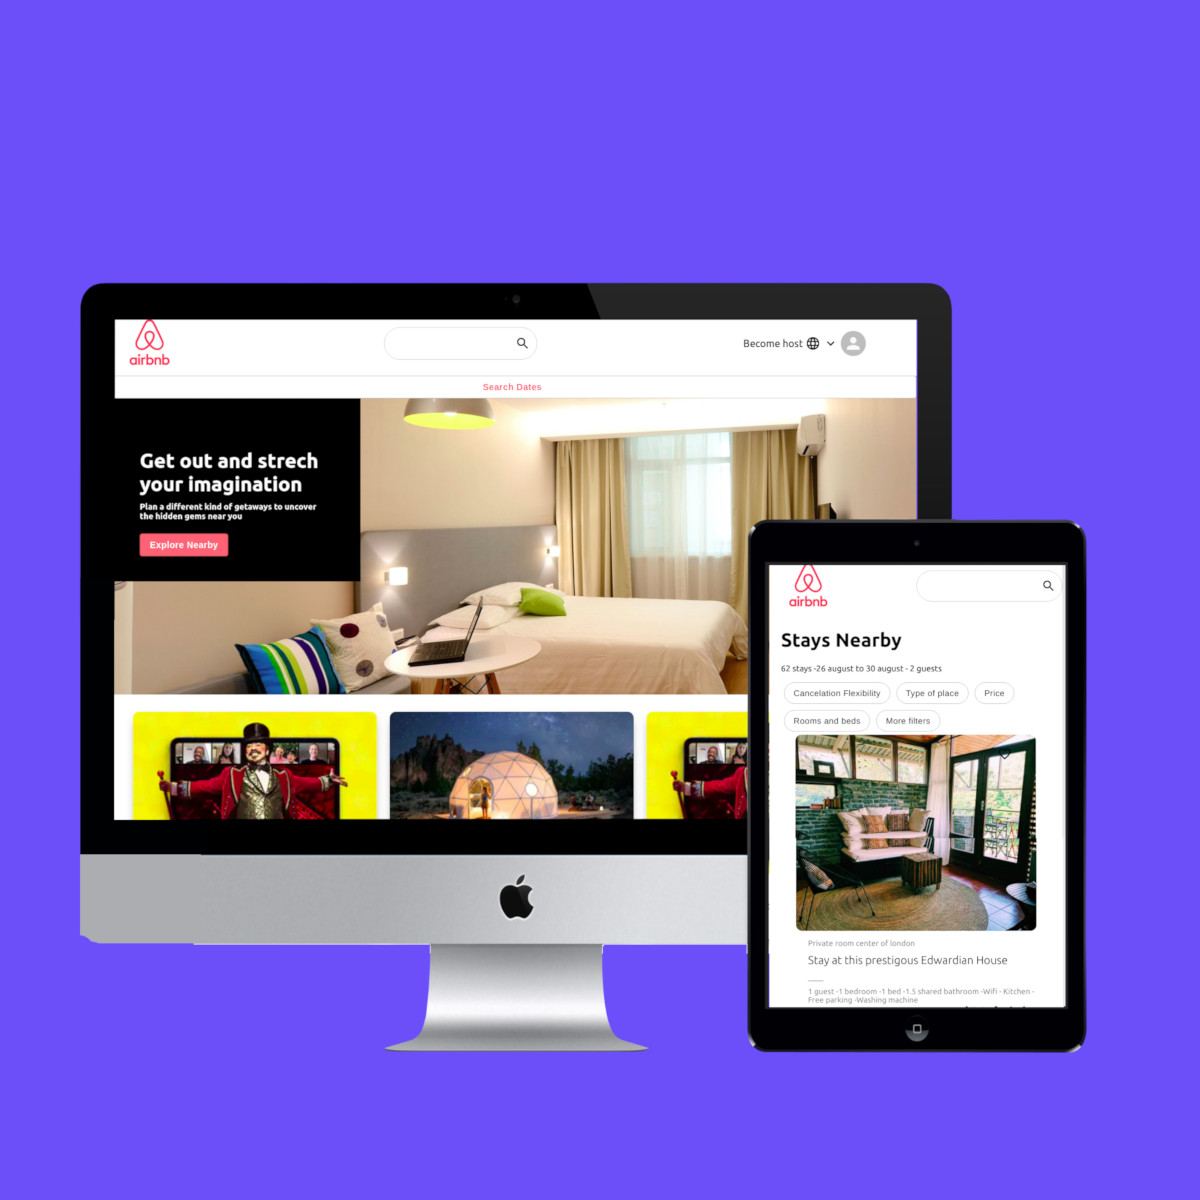 airbnb
Become host
Search Dates
Get out and strech
your imagination
Plan a different kind of getaways to uncover
the hidden gems near you
Explore Nearby
airbnb
Stays Nearby
62 stays -26 august to 30 august - 2 guests
Cancelation Flexibility
Type of place
Price
Rooms and beds
More filters
Private room center of london
Stay at this prestigous Edwardian House
1 guest -1 bedroom -1 bed -1.5 shared bathroom -Wifi - Kitchen -
Free parking -Washing machine